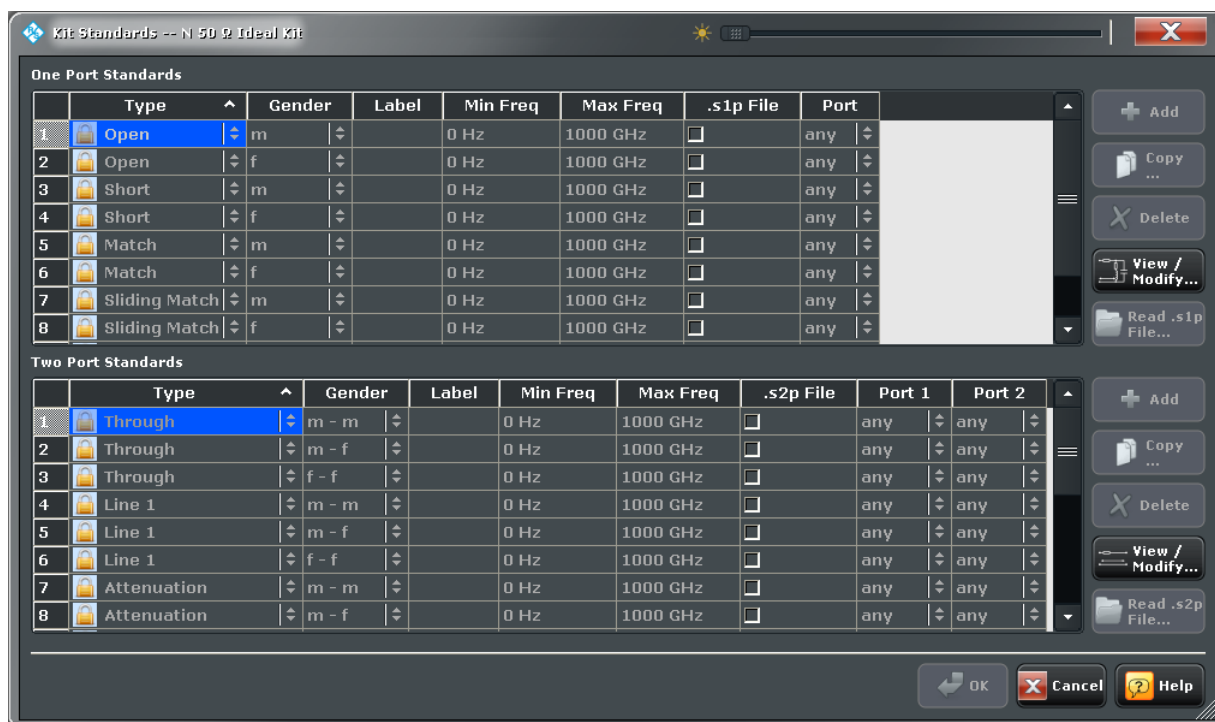 Kit Standards -- N 50 Ω Ideal Kit
One Port Standards
Type Gender Label Min Freq Max Freq .s1p File Port
1 Open m 0 Hz 1000 GHz any
2 Open f 0 Hz 1000 GHz any
3 Short m 0 Hz 1000 GHz any
4 Short f 0 Hz 1000 GHz any
5 Match m 0 Hz 1000 GHz any
6 Match f 0 Hz 1000 GHz any
7 Sliding Match m 0 Hz 1000 GHz any
8 Sliding Match f 0 Hz 1000 GHz any
Add
Copy
...
Delete
View /
Modify...
Read .s1p
File...
Two Port Standards
Type Gender Label Min Freq Max Freq .s2p File Port 1 Port 2
1 Through m - m 0 Hz 1000 GHz any any
2 Through m - f 0 Hz 1000 GHz any any
3 Through f - f 0 Hz 1000 GHz any any
4 Line 1 m - m 0 Hz 1000 GHz any any
5 Line 1 m - f 0 Hz 1000 GHz any any
6 Line 1 f - f 0 Hz 1000 GHz any any
7 Attenuation m - m 0 Hz 1000 GHz any any
8 Attenuation m - f 0 Hz 1000 GHz any any
Add
Copy
...
Delete
View /
Modify...
Read .s2p
File...
OK Cancel Help